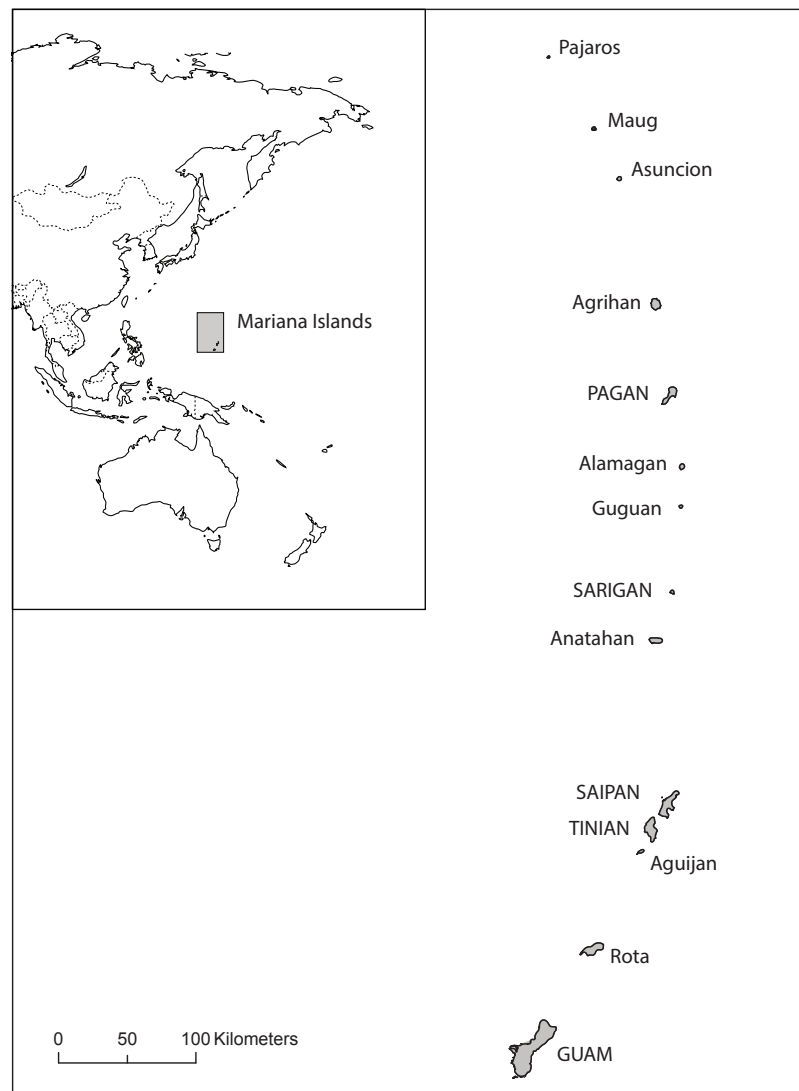 Pajaros
Maug
Asuncion
Agrihan
Mariana Islands
PAGAN
Alamagan
Guguan
SARIGAN
Anatahan
SAIPAN
TINIAN
Aguijan
Rota
0 50 100 Kilometers
GUAM